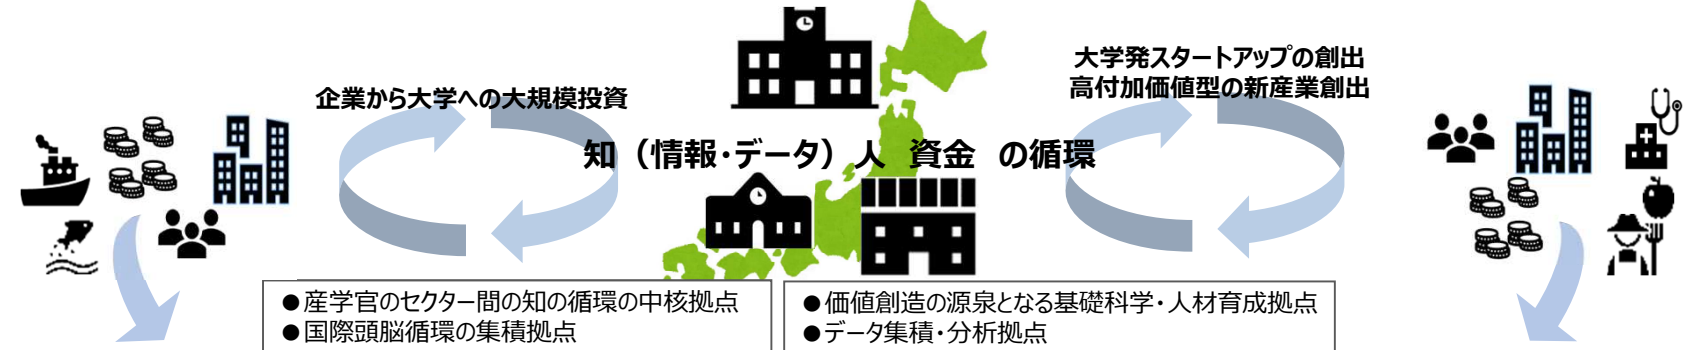 大学発スタートアップの創出
高付加価値型の新産業創出
企業から大学への大規模投資
知（情報・データ） 人 資金 の循環
●産学官のセクター間の知の循環の中核拠点
●国際頭脳循環の集積拠点
●価値創造の源泉となる基礎科学・人材育成拠点
●データ集積・分析拠点